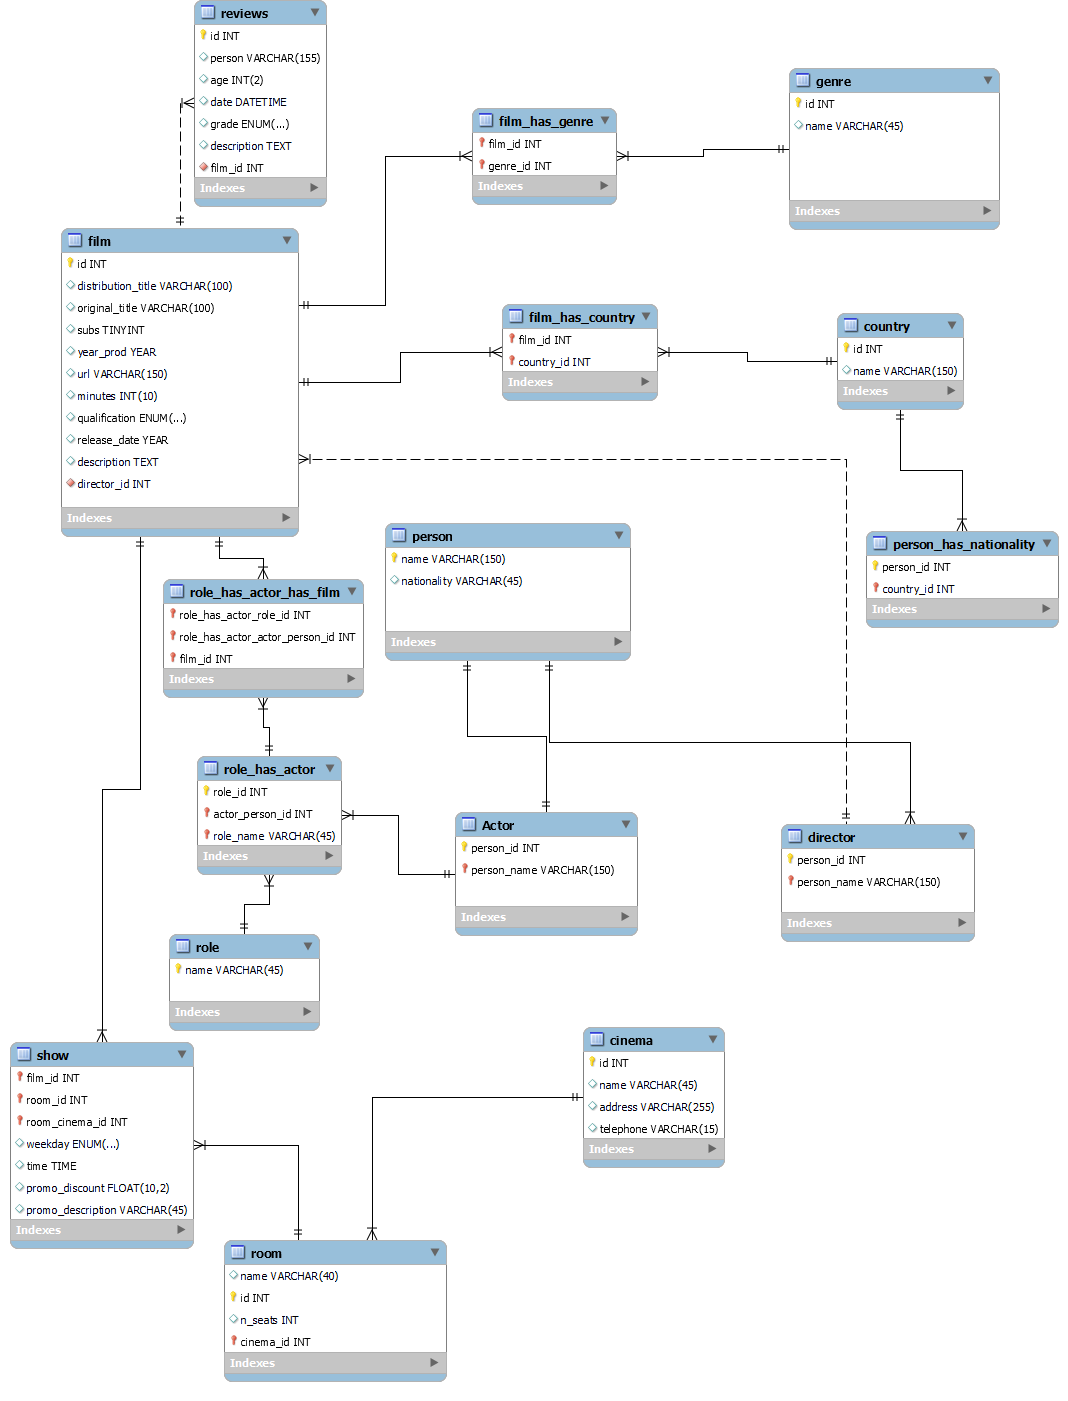 reviews
id INT
person VARCHAR(155)
age INT(2)
date DATETIME
grade ENUM(...)
description TEXT
film_id INT
Indexes
film_has_genre
film_id INT
genre_id INT
Indexes
genre
id INT
name VARCHAR(45)
Indexes
film
id INT
distribution_title VARCHAR(100)
original_title VARCHAR(100)
subs TINYINT
year_prod YEAR
url VARCHAR(150)
minutes INT(10)
qualification ENUM(...)
release_date YEAR
description TEXT
director_id INT
Indexes
film_has_country
film_id INT
country_id INT
Indexes
country
id INT
name VARCHAR(150)
Indexes
person
name VARCHAR(150)
nationality VARCHAR(45)
Indexes
person_has_nationality
person_id INT
country_id INT
Indexes
role_has_actor_has_film
role_has_actor_role_id INT
role_has_actor_actor_person_id INT
film_id INT
Indexes
role_has_actor
role_id INT
actor_person_id INT
role_name VARCHAR(45)
Indexes
Actor
person_id INT
person_name VARCHAR(150)
Indexes
director
person_id INT
person_name VARCHAR(150)
Indexes
role
name VARCHAR(45)
Indexes
show
film_id INT
room_id INT
room_cinema_id INT
weekday ENUM(...)
time TIME
promo_discount FLOAT(10,2)
promo_description VARCHAR(45)
Indexes
cinema
id INT
name VARCHAR(45)
address VARCHAR(255)
telephone VARCHAR(15)
Indexes
room
name VARCHAR(40)
id INT
n_seats INT
cinema_id INT
Indexes